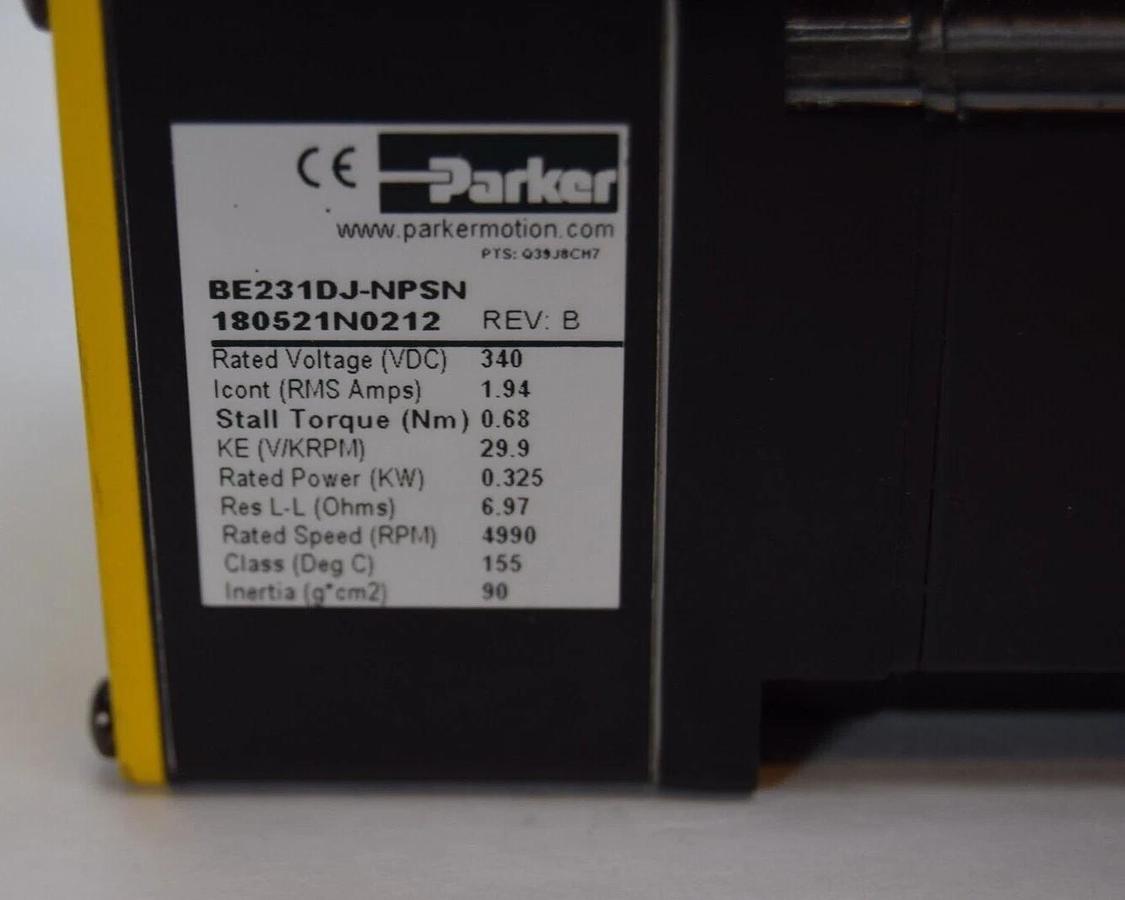 CE Parker
www.parkermotion.com
PTS: Q39J8CH7
BE231DJ-NPSN
180521N0212 REV: B
Rated Voltage (VDC) 340
Icont (RMS Amps) 1.94
Stall Torque (Nm) 0.68
KE (V/KRPM) 29.9
Rated Power (KW) 0.325
Res L-L (Ohms) 6.97
Rated Speed (RPM) 4990
Class (Deg C) 155
Inertia (g*cm2) 90